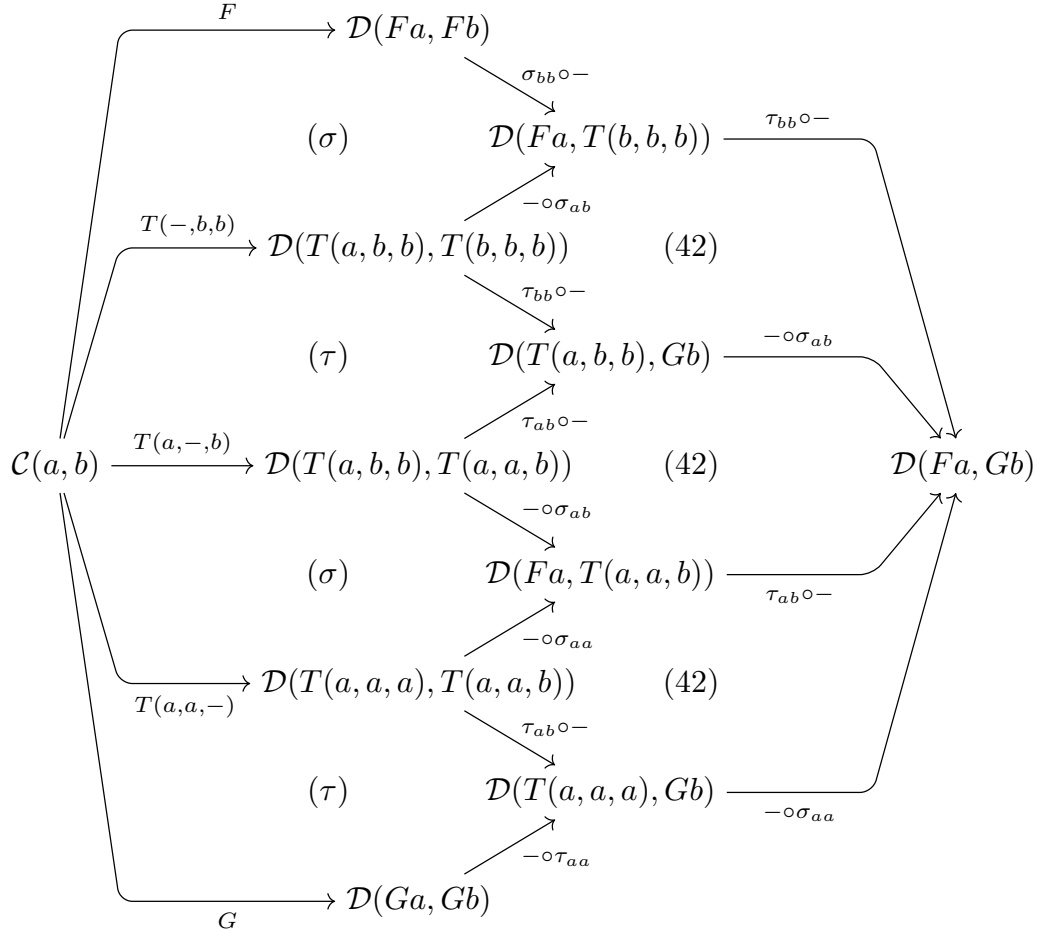 F
𝒟(Fa, Fb)
σ_{bb}∘−
(σ) 𝒟(Fa, T(b, b, b)) τ_{bb}∘−
−∘σ_{ab}
T(−,b,b)
𝒟(T(a, b, b), T(b, b, b)) (42)
τ_{bb}∘−
(τ) 𝒟(T(a, b, b), Gb) −∘σ_{ab}
τ_{ab}∘−
T(a,−,b)
𝒞(a, b) 𝒟(T(a, b, b), T(a, a, b)) (42) 𝒟(Fa, Gb)
−∘σ_{ab}
(σ) 𝒟(Fa, T(a, a, b)) τ_{ab}∘−
−∘σ_{aa}
𝒟(T(a, a, a), T(a, a, b)) (42)
T(a,a,−)
τ_{ab}∘−
(τ) 𝒟(T(a, a, a), Gb) −∘σ_{aa}
−∘τ_{aa}
𝒟(Ga, Gb)
G